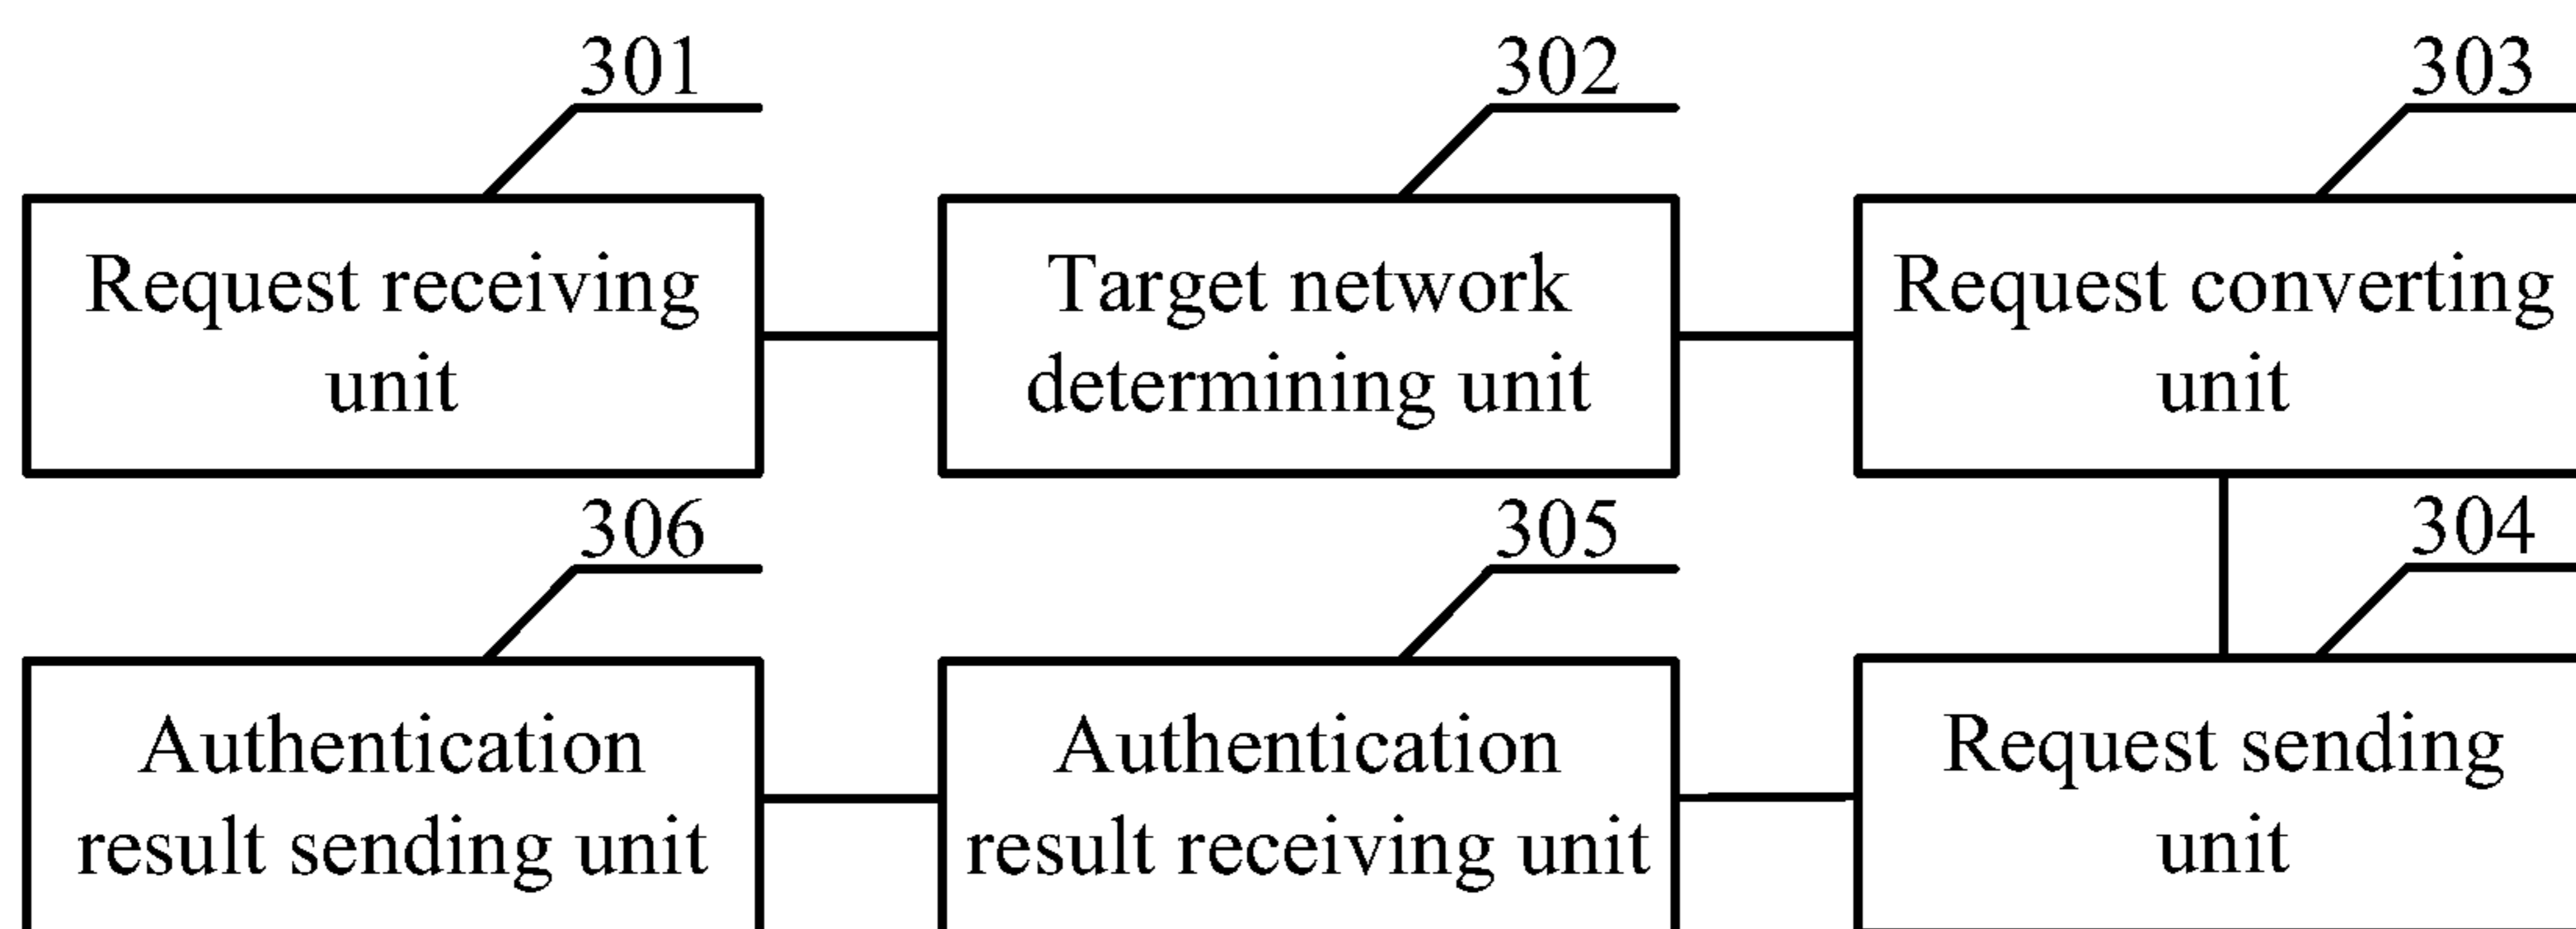 301
302
303
Request receiving
unit
Target network
determining unit
Request converting
unit
306
305
304
Authentication
result sending unit
Authentication
result receiving unit
Request sending
unit